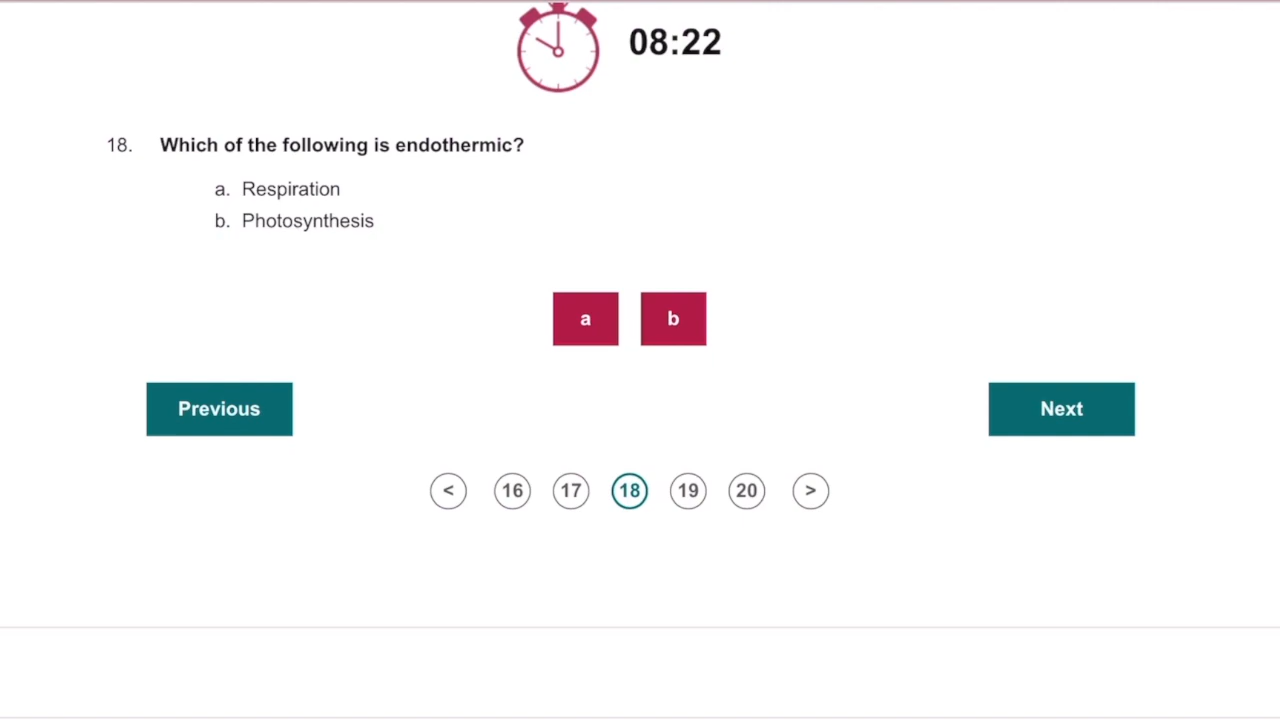 08:22
18. Which of the following is endothermic?
a. Respiration
b. Photosynthesis
a b
Previous Next
< 16 17 18 19 20 >